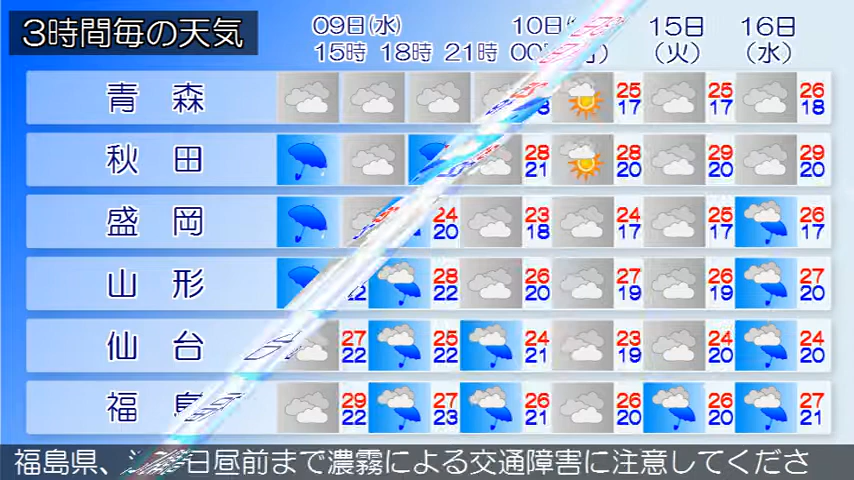 3時間毎の天気
09日(水) 10日( 15日 16日
15時 18時 21時 00 (火) (水)
青森 25 25 26
17 17 18
秋田 28 28 29 29
21 20 20 20
盛岡 24 23 24 25 26
20 18 17 17 17
山形 28 26 27 26 27
22 22 20 19 19 20
仙台 27 25 24 23 24 24
22 22 21 19 20 20
福島 29 27 26 26 26 27
22 23 21 20 20 21
福島県、 日昼前まで濃霧による交通障害に注意してくださ